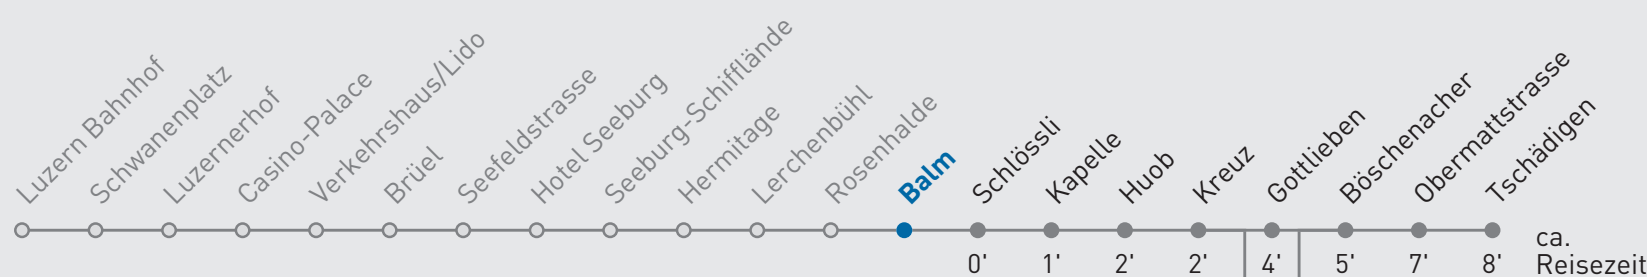 Luzern Bahnhof
Schwanenplatz
Luzernerhof
Casino-Palace
Verkehrshaus/Lido
Brüel
Seefeldstrasse
Hotel Seeburg
Seeburg-Schifflände
Hermitage
Lerchenbühl
Rosenhalde
Balm
Schlössli
Kapelle
Huob
Kreuz
Gottlieben
Böschenacher
Obermattstrasse
Tschädigen
0' 1' 2' 2' 4' 5' 7' 8'
ca.
Reisezeit